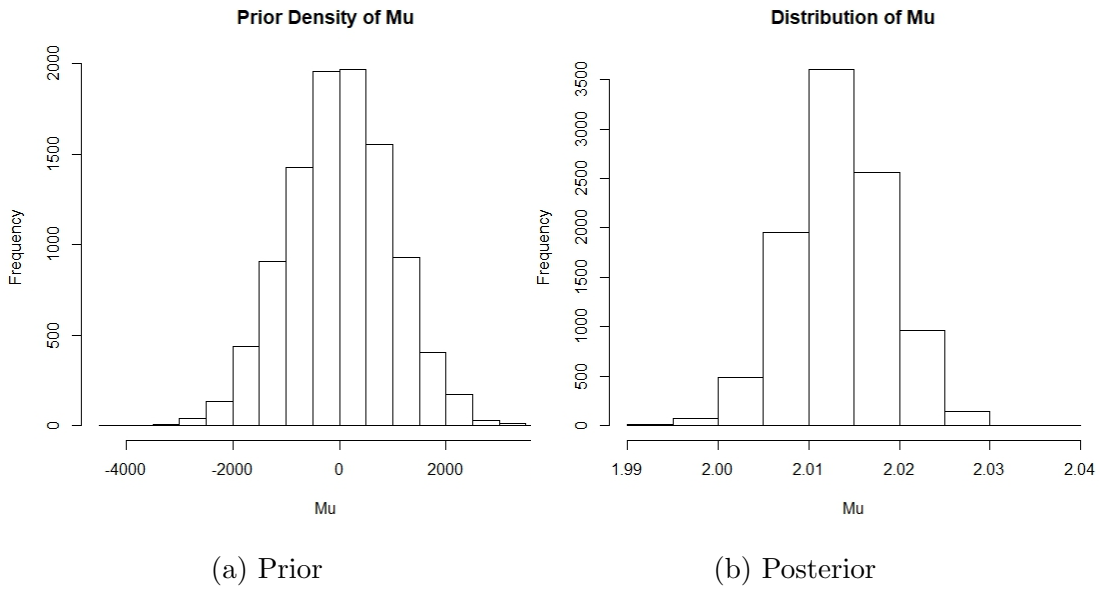 Prior Density of Mu
Frequency
0
500
1000
1500
2000
-4000 -2000 0 2000
Mu
(a) Prior
Distribution of Mu
Frequency
0
500
1000
1500
2000
2500
3000
3500
1.99 2.00 2.01 2.02 2.03 2.04
Mu
(b) Posterior